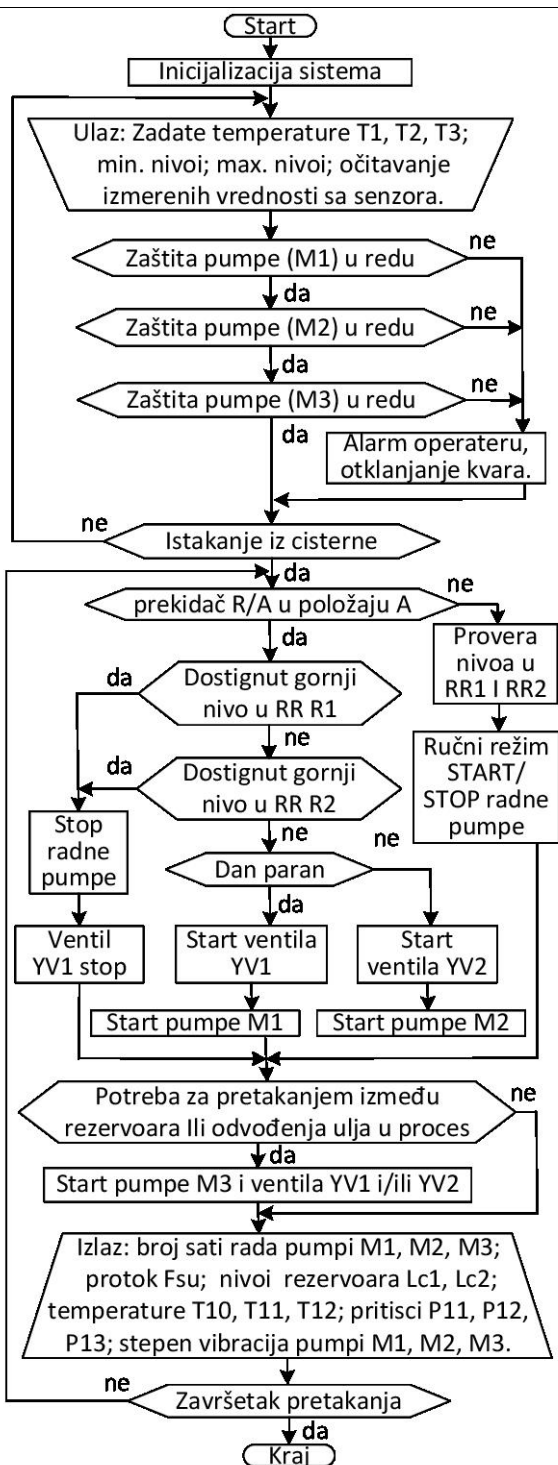 Start
Inicijalizacija sistema
Ulaz: Zadate temperature T1, T2, T3;
min. nivoi; max. nivoi; očitavanje
izmerenih vrednosti sa senzora.
ne
Zaštita pumpe (M1) u redu
da
ne
Zaštita pumpe (M2) u redu
da
ne
Zaštita pumpe (M3) u redu
da
Alarm operateru,
otklanjanje kvara.
ne
Istakanje iz cisterne
da
ne
prekidač R/A u položaju A
da
Provera
nivoa u
RR1 I RR2
da
Dostignut gornji
nivo u RR R1
ne
Ručni režim
START/
STOP radne
pumpe
da
Dostignut gornji
nivo u RR R2
ne
Stop
radne
pumpe
ne
Dan paran
da
Ventil
YV1 stop
Start ventila
YV1
Start
ventila YV2
Start pumpe M1
Start pumpe M2
Potreba za pretakanjem između
rezervoara Ili odvođenja ulja u proces
ne
da
Start pumpe M3 i ventila YV1 i/ili YV2
Izlaz: broj sati rada pumpi M1, M2, M3;
protok Fsu; nivoi rezervoara Lc1, Lc2;
temperature T10, T11, T12; pritisci P11, P12,
P13; stepen vibracija pumpi M1, M2, M3.
ne
Završetak pretakanja
da
Kraj